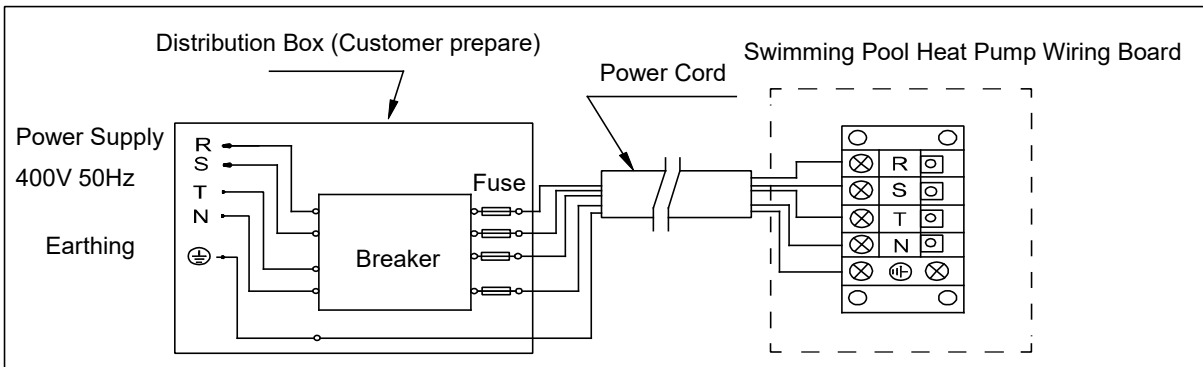 Distribution Box (Customer prepare)
Swimming Pool Heat Pump Wiring Board
Power Cord
Power Supply
400V 50Hz
Earthing
R
S
T
N
Fuse
Breaker
R
S
T
N